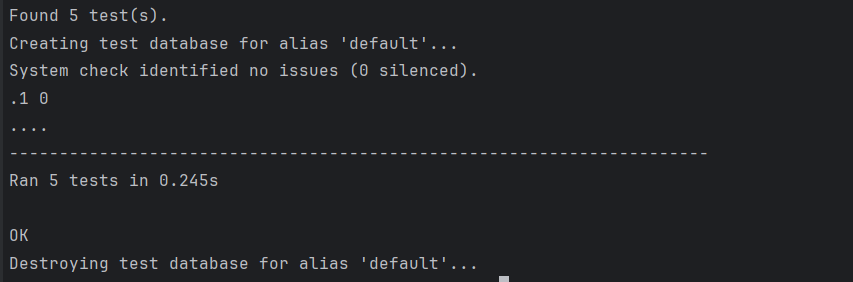 Found 5 test(s).
Creating test database for alias 'default'...
System check identified no issues (0 silenced).
.1 0
....
----------------------------------------------------------------------
Ran 5 tests in 0.245s
OK
Destroying test database for alias 'default'...